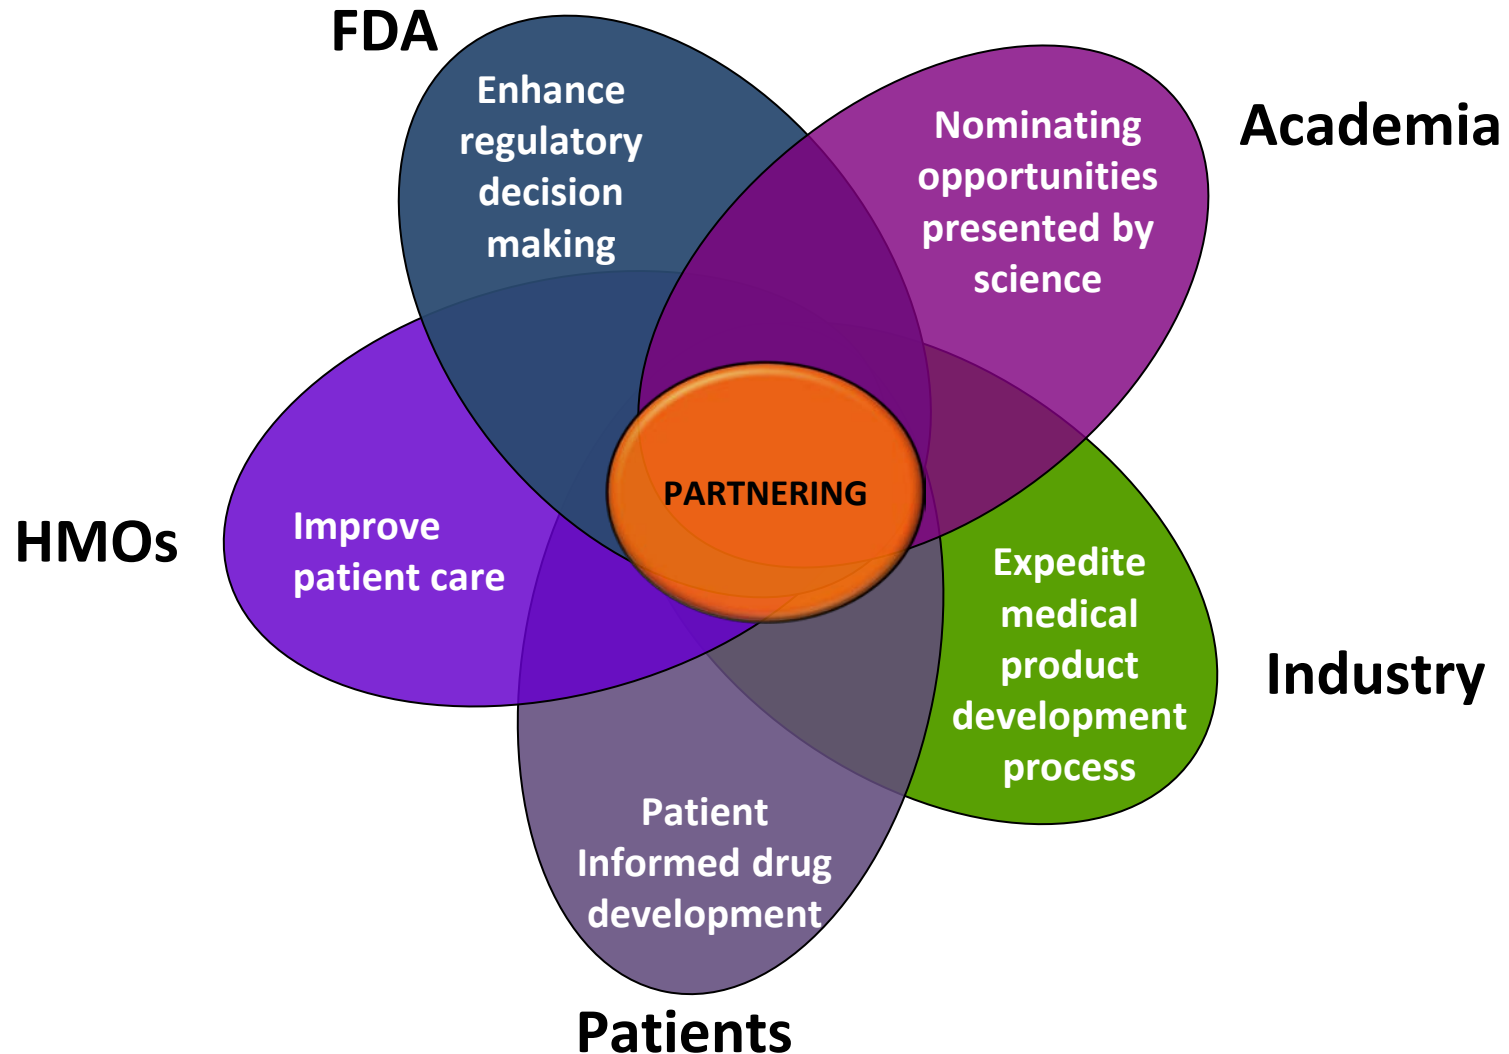 FDA
Enhance
regulatory
decision
making
Academia
Nominating
opportunities
presented by
science
HMOs
Improve
patient care
PARTNERING
Industry
Expedite
medical
product
development
process
Patient
Informed drug
development
Patients